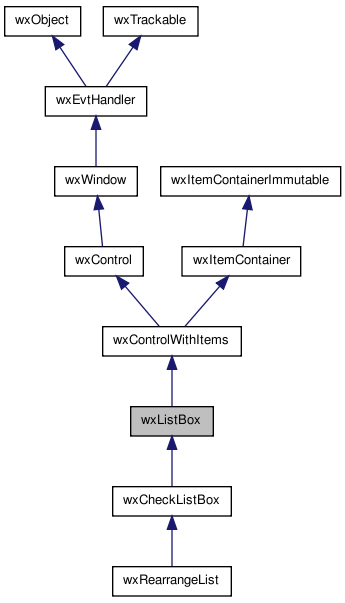 wxObject
wxTrackable
wxEvtHandler
wxWindow
wxItemContainerImmutable
wxControl
wxItemContainer
wxControlWithItems
wxListBox
wxCheckListBox
wxRearrangeList